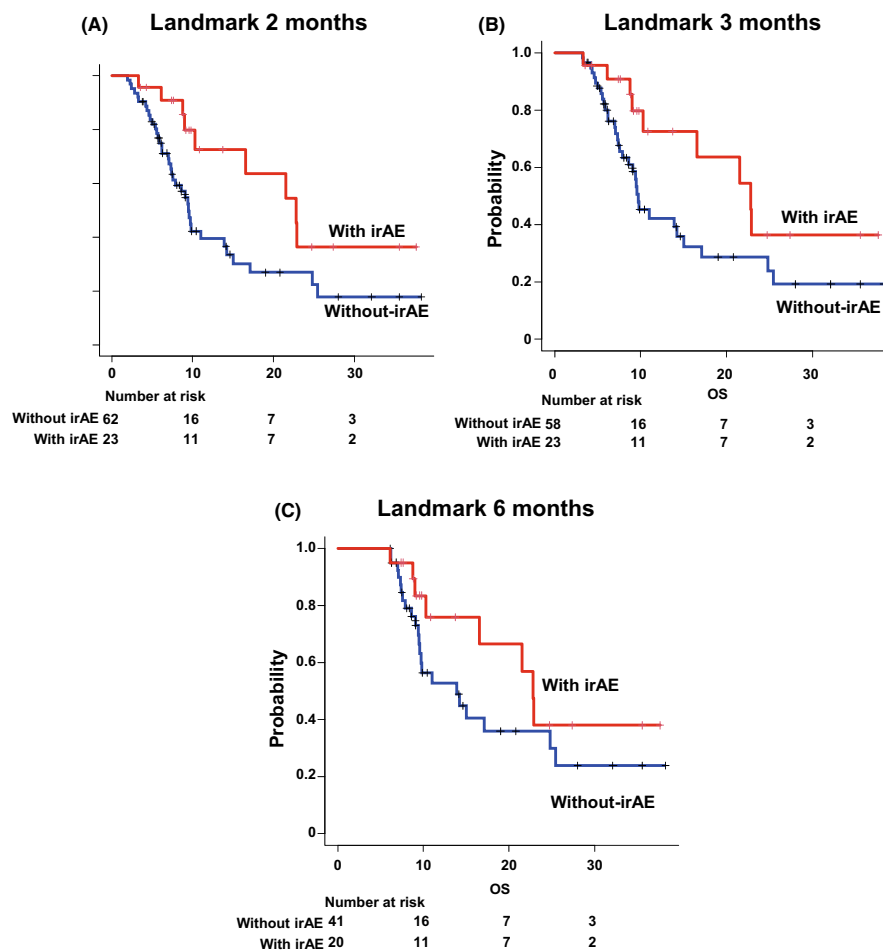 (A) Landmark 2 months
With irAE
Without-irAE
0 10 20 30
Number at risk
Without irAE 62 16 7 3
With irAE 23 11 7 2
(B) Landmark 3 months
1.0
0.8
0.6
0.4
0.2
0
Probability
With irAE
Without-irAE
0 10 20 30
Number at risk OS
Without irAE 58 16 7 3
With irAE 23 11 7 2
(C) Landmark 6 months
1.0
0.8
0.6
0.4
0.2
0
Probability
With irAE
Without-irAE
0 10 20 30
OS
Number at risk
Without irAE 41 16 7 3
With irAE 20 11 7 2